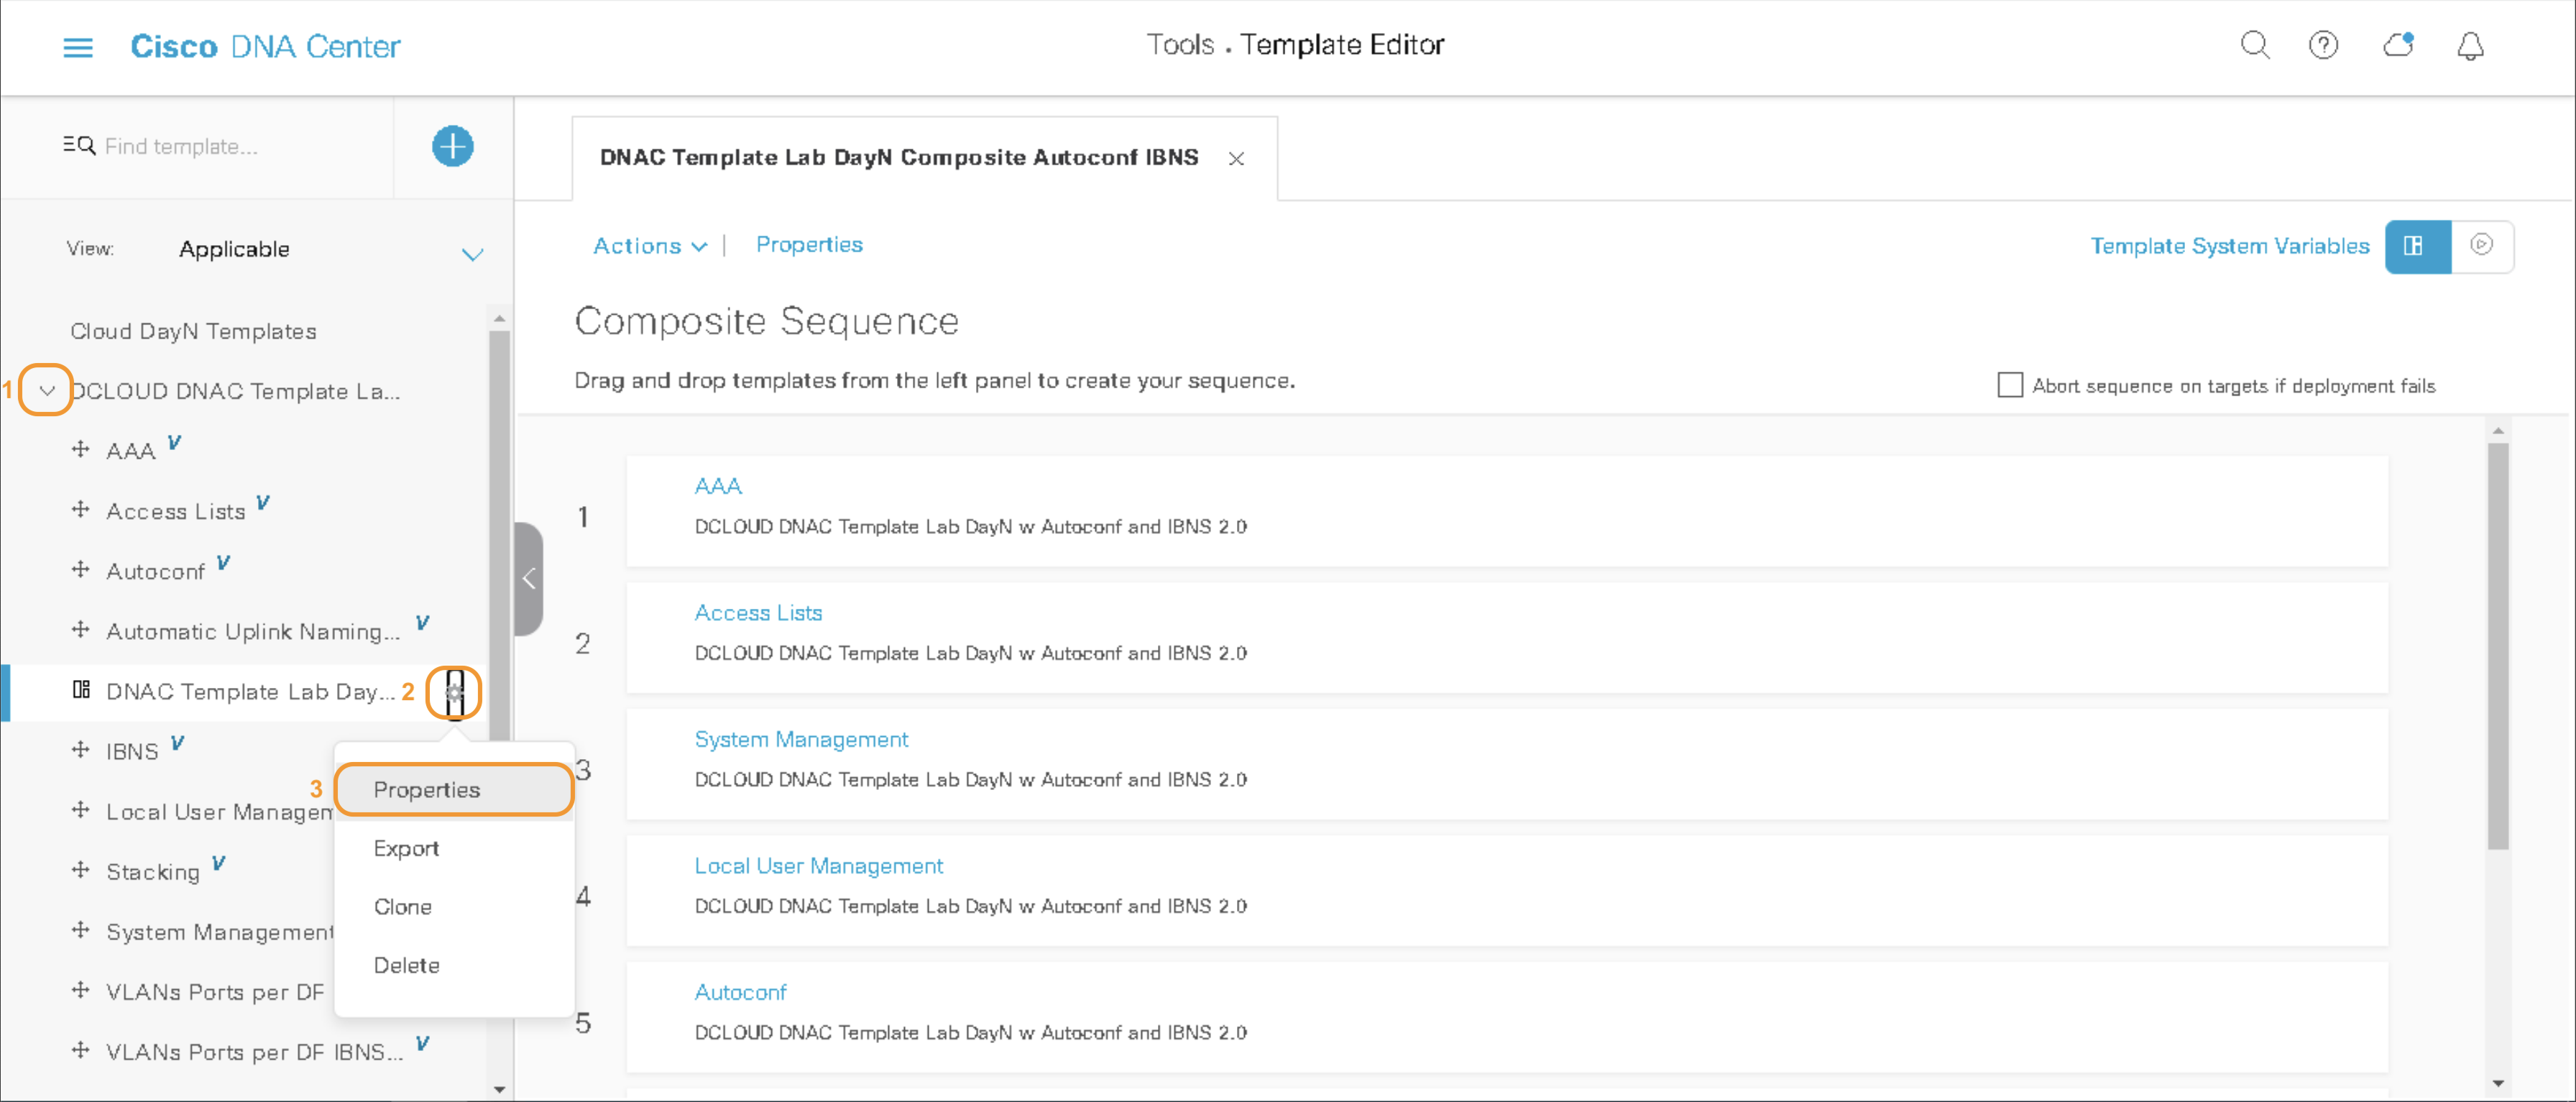 Cisco DNA Center
Tools . Template Editor
Find template...
View: Applicable
Cloud DayN Templates
1
DCLOUD DNAC Template La...
AAA V
Access Lists V
Autoconf V
Automatic Uplink Naming... V
DNAC Template Lab Day... 2
IBNS V
Local User Managem
Stacking V
System Management
VLANs Ports per DF
VLANs Ports per DF IBNS... V
3 Properties
Export
Clone
Delete
DNAC Template Lab DayN Composite Autoconf IBNS ×
Actions | Properties
Template System Variables
Composite Sequence
Drag and drop templates from the left panel to create your sequence.
Abort sequence on targets if deployment fails
1
AAA
DCLOUD DNAC Template Lab DayN w Autoconf and IBNS 2.0
2
Access Lists
DCLOUD DNAC Template Lab DayN w Autoconf and IBNS 2.0
3
System Management
DCLOUD DNAC Template Lab DayN w Autoconf and IBNS 2.0
4
Local User Management
DCLOUD DNAC Template Lab DayN w Autoconf and IBNS 2.0
5
Autoconf
DCLOUD DNAC Template Lab DayN w Autoconf and IBNS 2.0